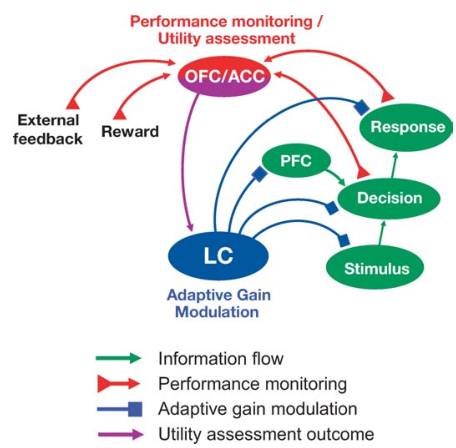 Performance monitoring /
Utility assessment
OFC/ACC
External
feedback
Reward
Response
PFC
Decision
LC
Stimulus
Adaptive Gain
Modulation
Information flow
Performance monitoring
Adaptive gain modulation
Utility assessment outcome